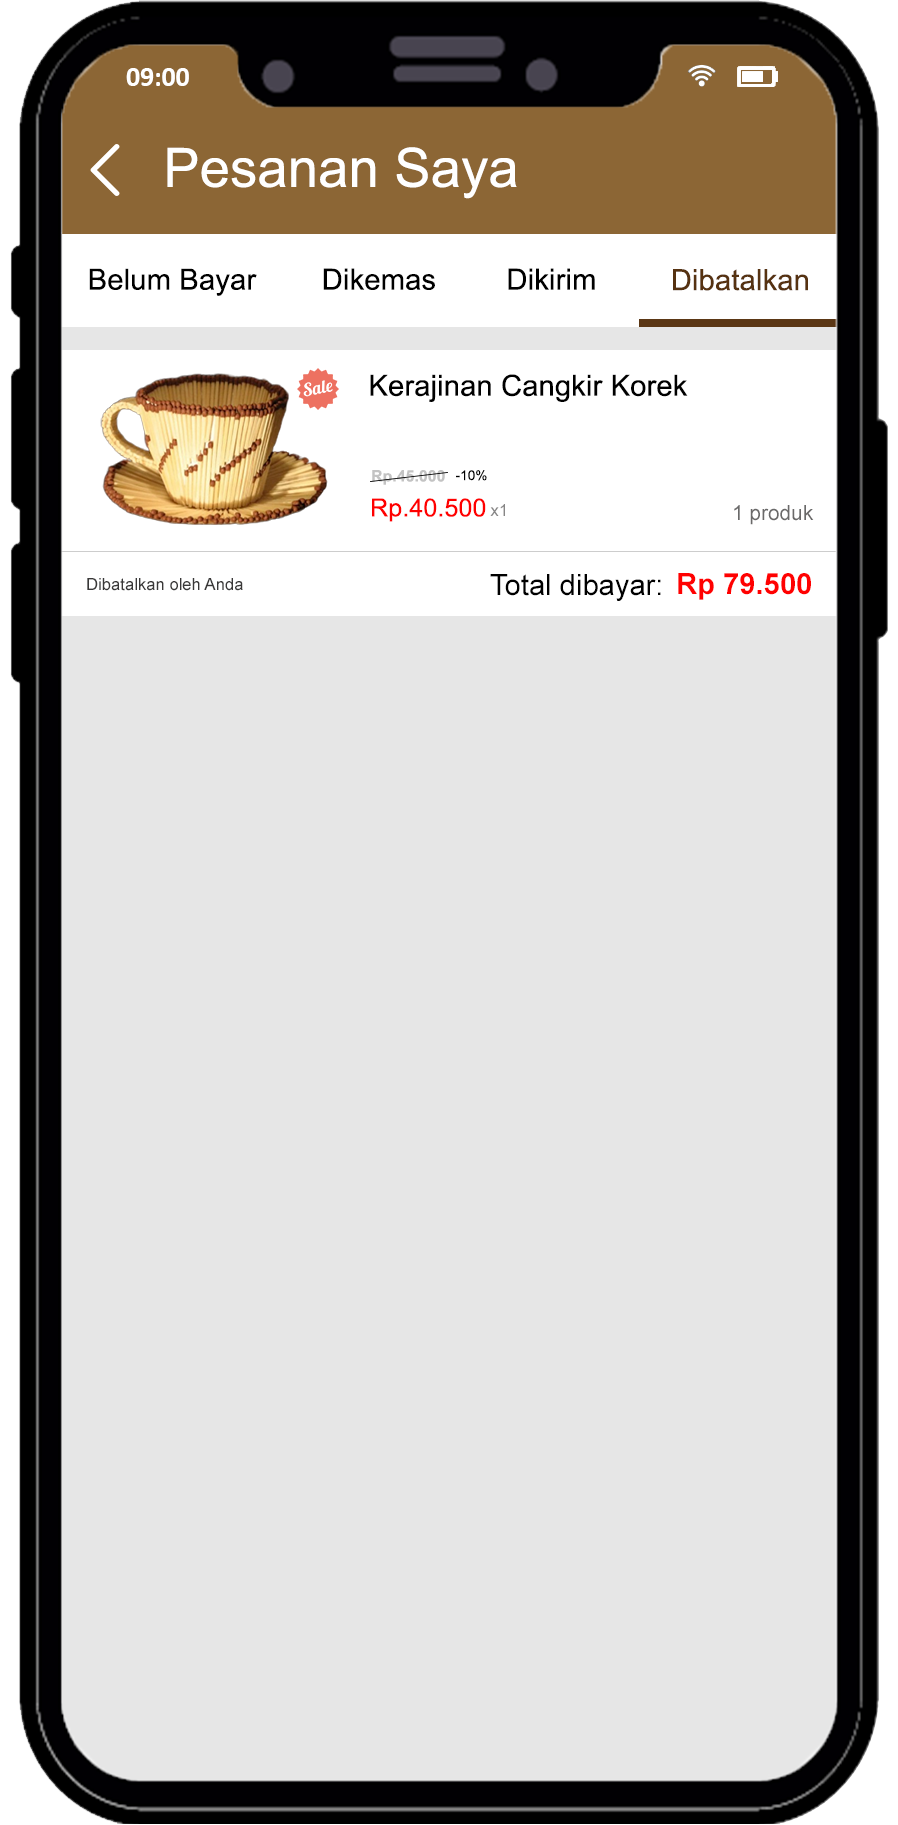 09:00
Pesanan Saya
Belum Bayar Dikemas Dikirim Dibatalkan
Sale
Kerajinan Cangkir Korek
Rp.45.000 -10%
Rp.40.500 x1
1 produk
Dibatalkan oleh Anda
Total dibayar: Rp 79.500